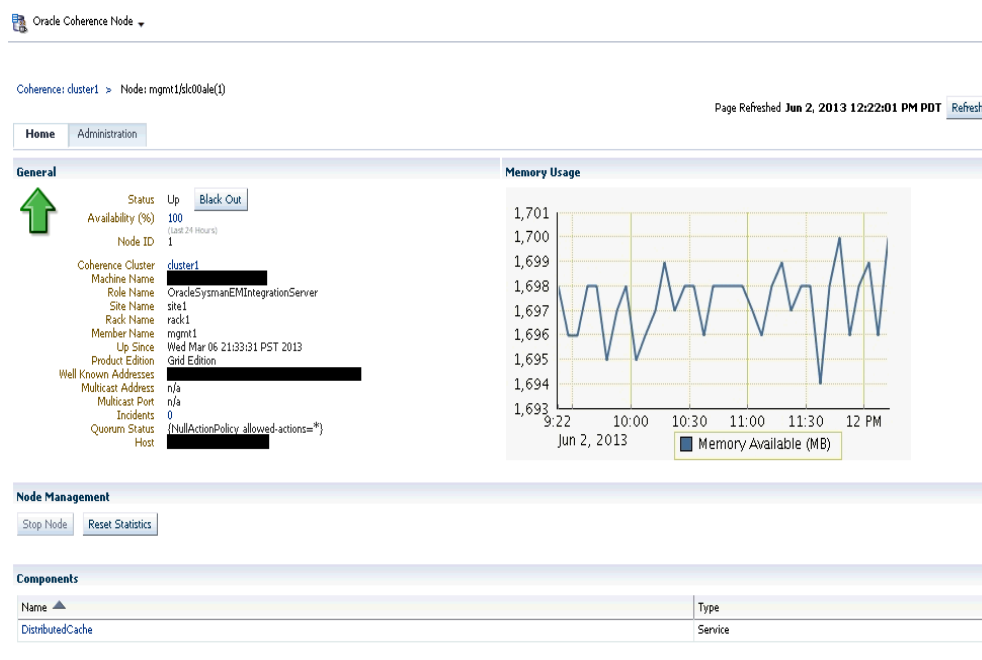 Oracle Coherence Node
Coherence: cluster1 > Node: mgmt1/slc00ale(1)
Page Refreshed Jun 2, 2013 12:22:01 PM PDT Refresh
Home Administration
General
Status Up Black Out
Availability (%) 100
(Last 24 Hours)
Node ID 1
Coherence Cluster cluster1
Machine Name
Role Name OracleSysmanEMIntegrationServer
Site Name site1
Rack Name rack1
Member Name mgmt1
Up Since Wed Mar 06 21:33:31 PST 2013
Product Edition Grid Edition
Well Known Addresses
Multicast Address n/a
Multicast Port n/a
Incidents 0
Quorum Status {NullActionPolicy allowed-actions=*}
Host
Memory Usage
1,701
1,700
1,699
1,698
1,697
1,696
1,695
1,694
1,693
9:22 10:00 10:30 11:00 11:30 12 PM
Jun 2, 2013
Memory Available (MB)
Node Management
Stop Node Reset Statistics
Components
Name Type
DistributedCache Service